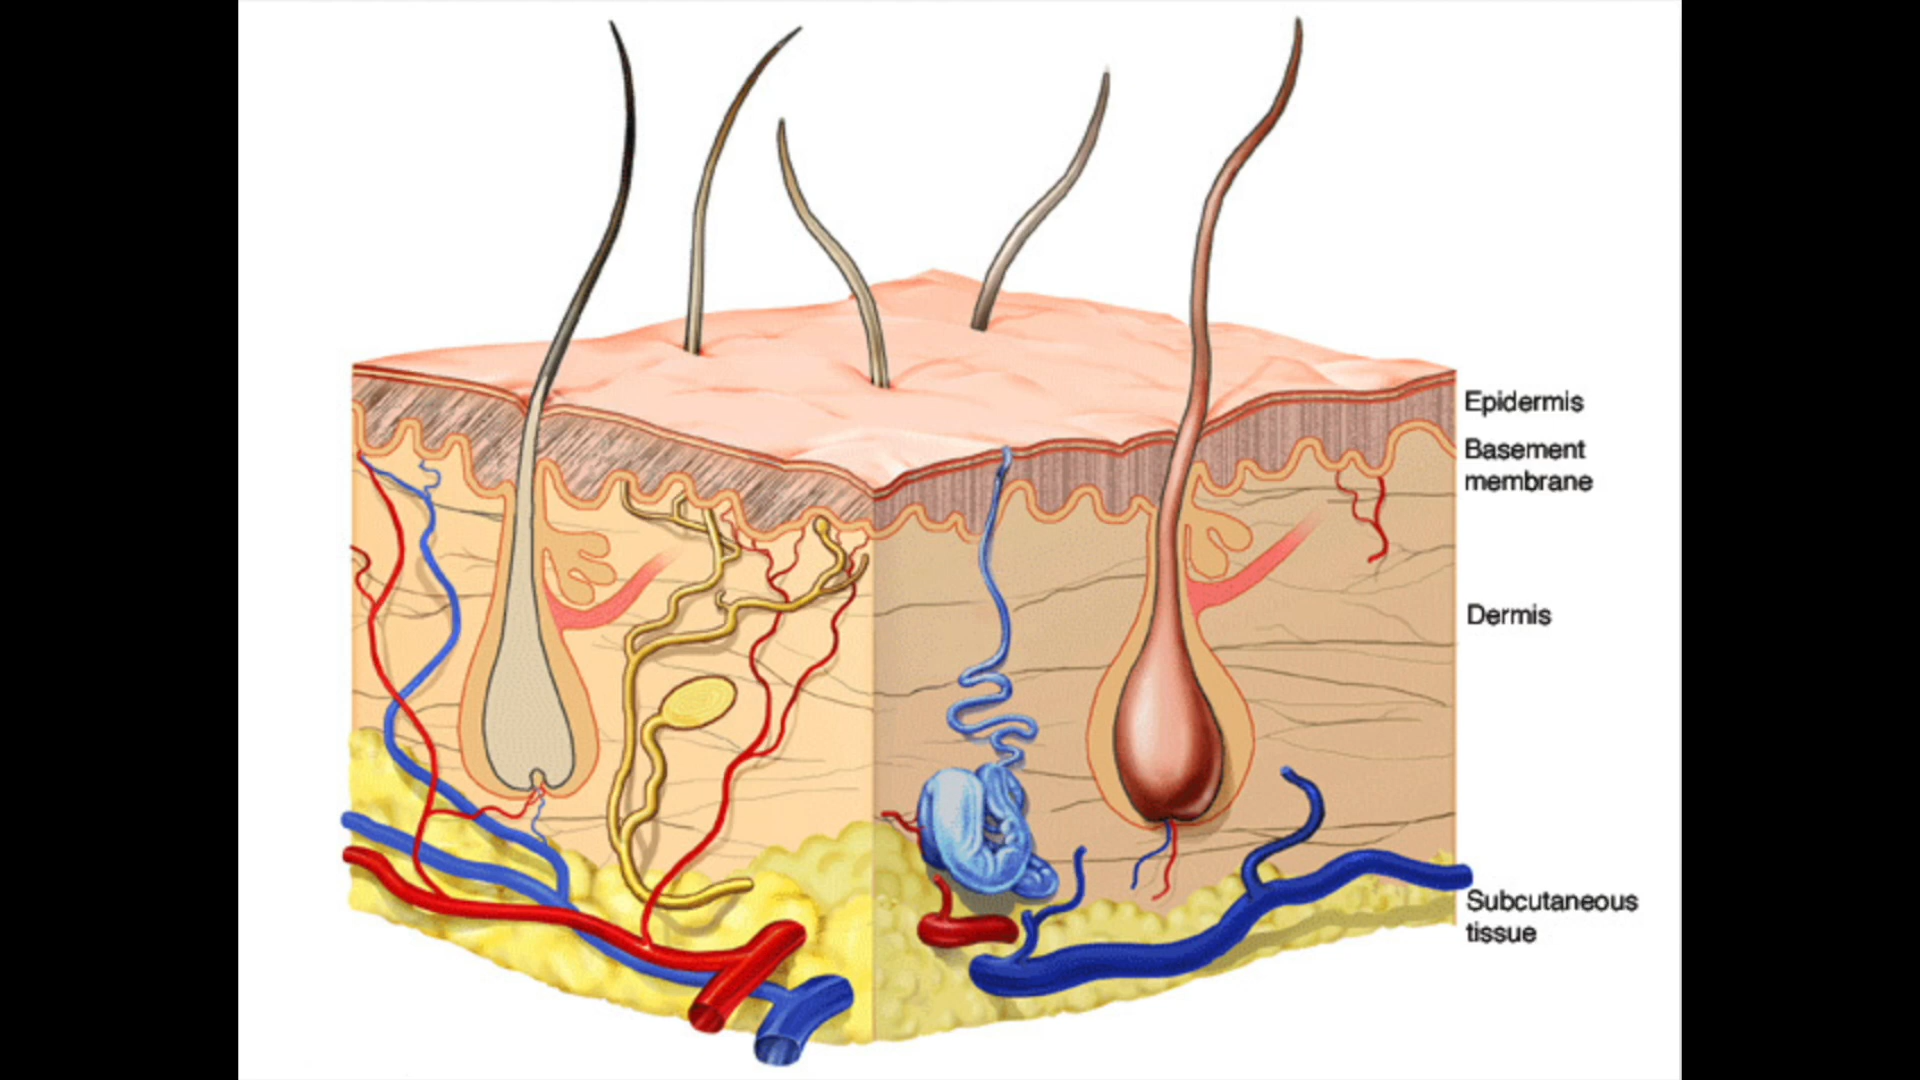 Epidermis
Basement
membrane
Dermis
Subcutaneous
tissue